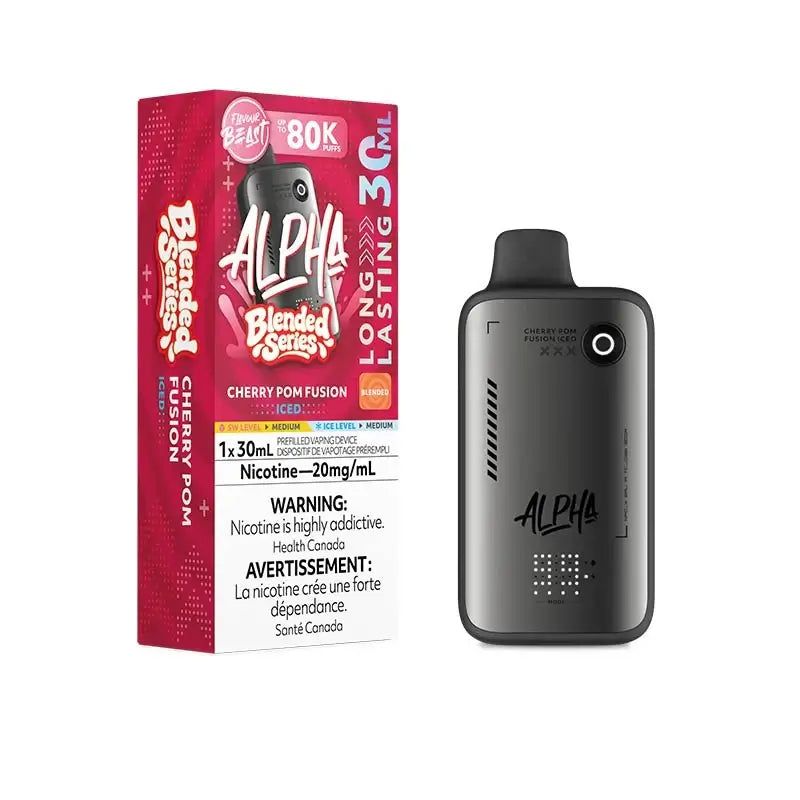 FLAVOUR
BEAST
UP TO 80K
PUFFS
LONG LASTING 30ML
ALPHA
Blended
Series
CHERRY POM FUSION
ICED
BLENDED
SW LEVEL MEDIUM ICE LEVEL MEDIUM
1 x 30mL PREFILLED VAPING DEVICE
DISPOSITIF DE VAPOTAGE PRÉREMPLI
Nicotine—20mg/mL
WARNING:
Nicotine is highly addictive.
Health Canada
AVERTISSEMENT:
La nicotine crée une forte
dépendance.
Santé Canada
Blended
Series
CHERRY POM
FUSION
ICED
CHERRY POM
FUSION ICED
XXX
ALPHA
MODE